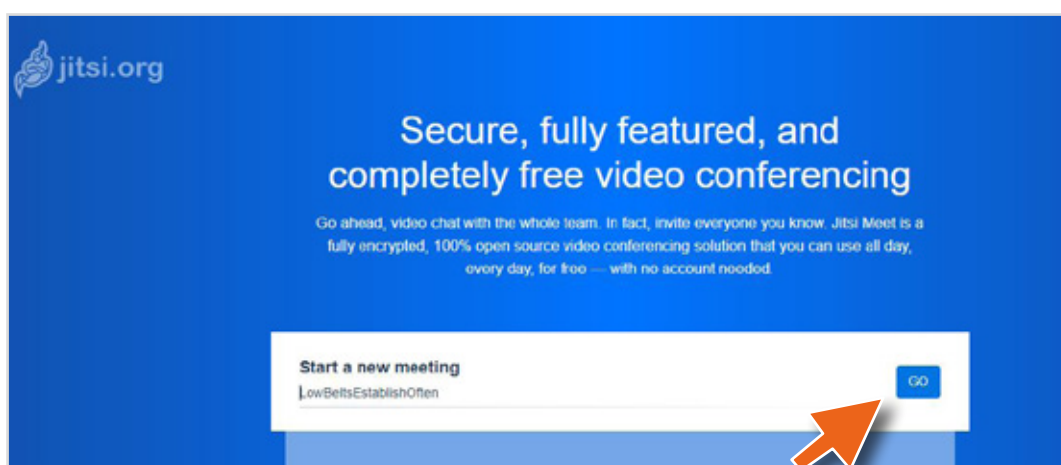 jitsi.org
Secure, fully featured, and
completely free video conferencing
Go ahead, video chat with the whole team. In fact, invite everyone you know. Jitsi Meet is a
fully encrypted, 100% open source video conferencing solution that you can use all day,
every day, for free — with no account needed.
Start a new meeting
LowBeltsEstablishOften
GO